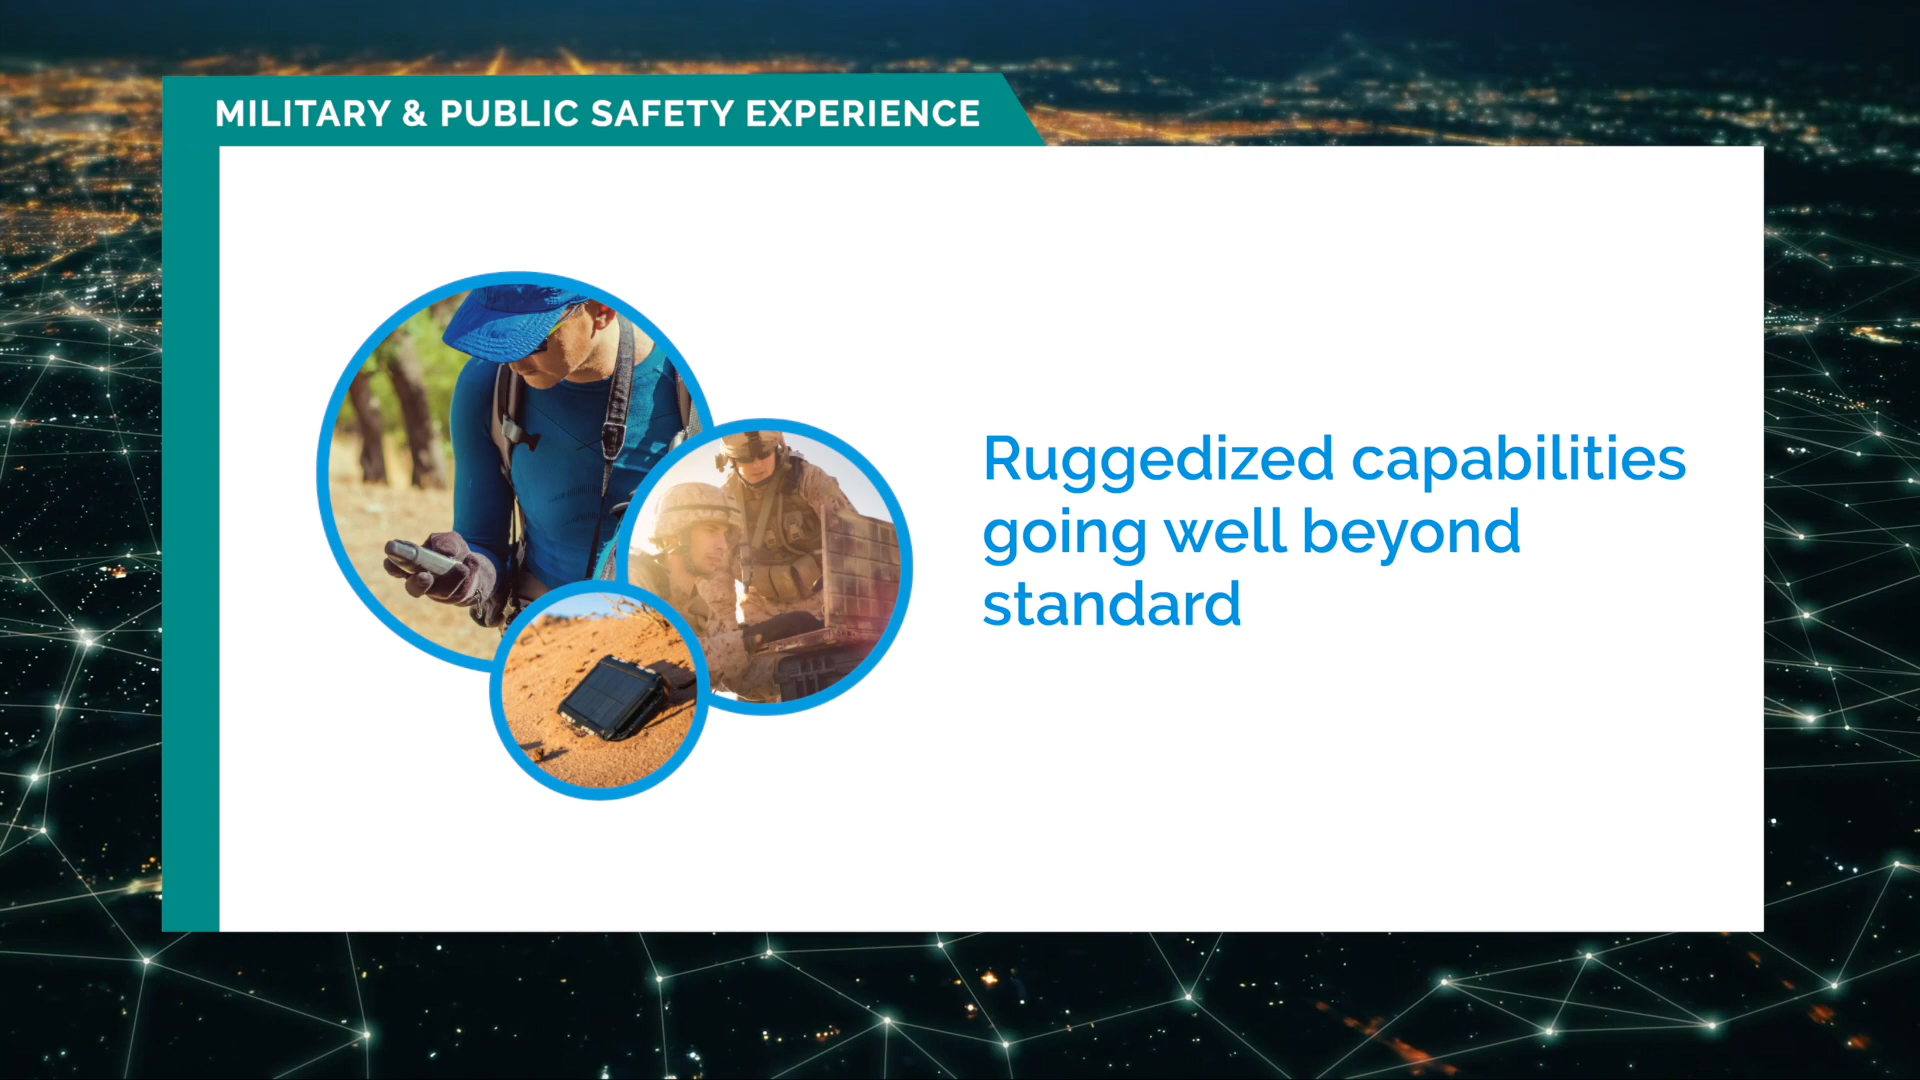 MILITARY & PUBLIC SAFETY EXPERIENCE
Ruggedized capabilities
going well beyond
standard